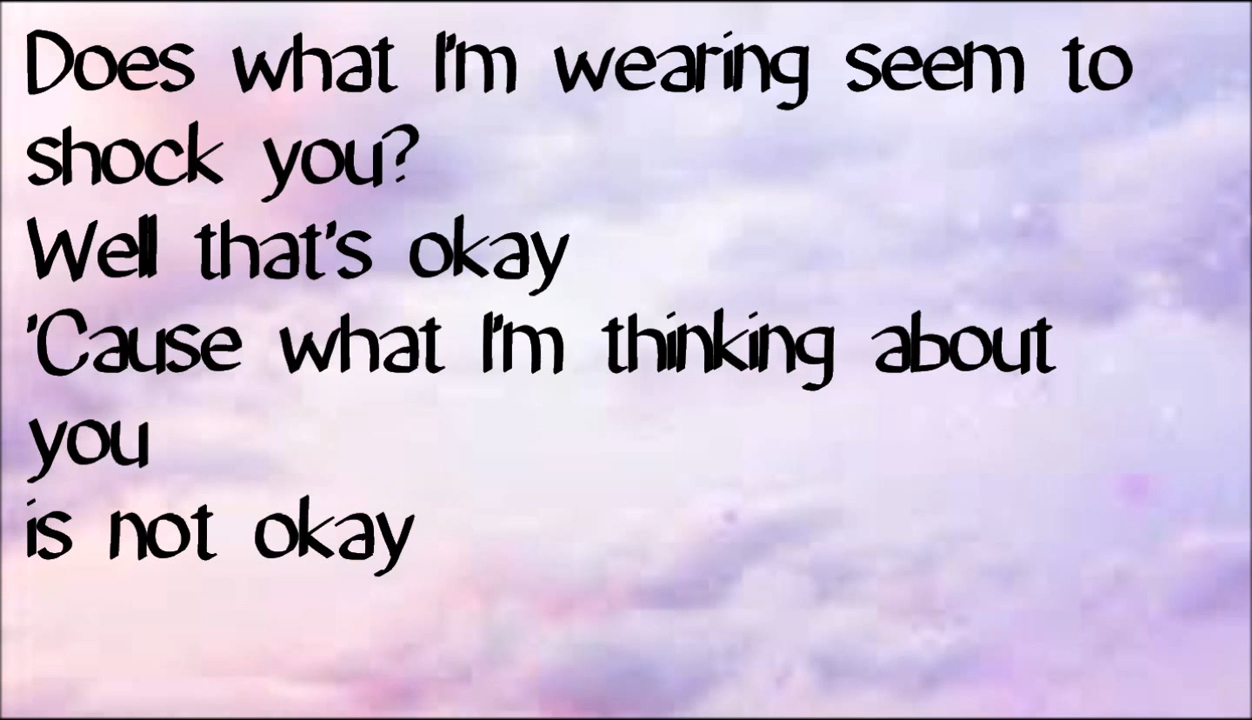 Does what I'm wearing seem to
shock you?
Well that's okay
'Cause what I'm thinking about
you
is not okay